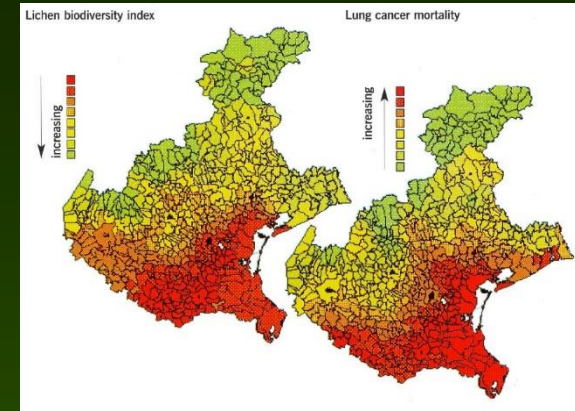 Lichen biodiversity index
Lung cancer mortality
increasing
increasing